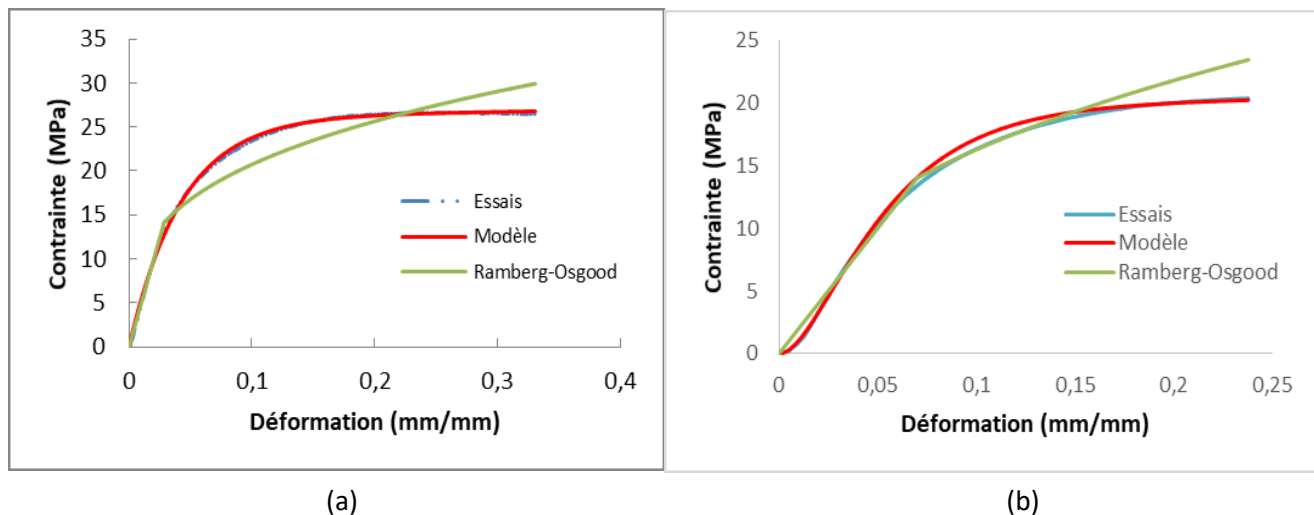 35
30
25
20
15
10
5
0
Contrainte (MPa)
Essais
Modèle
Ramberg-Osgood
0 0,1 0,2 0,3 0,4
Déformation (mm/mm)
(a)
25
20
15
10
5
0
Contrainte (MPa)
Essais
Modèle
Ramberg-Osgood
0 0,05 0,1 0,15 0,2 0,25
Déformation (mm/mm)
(b)